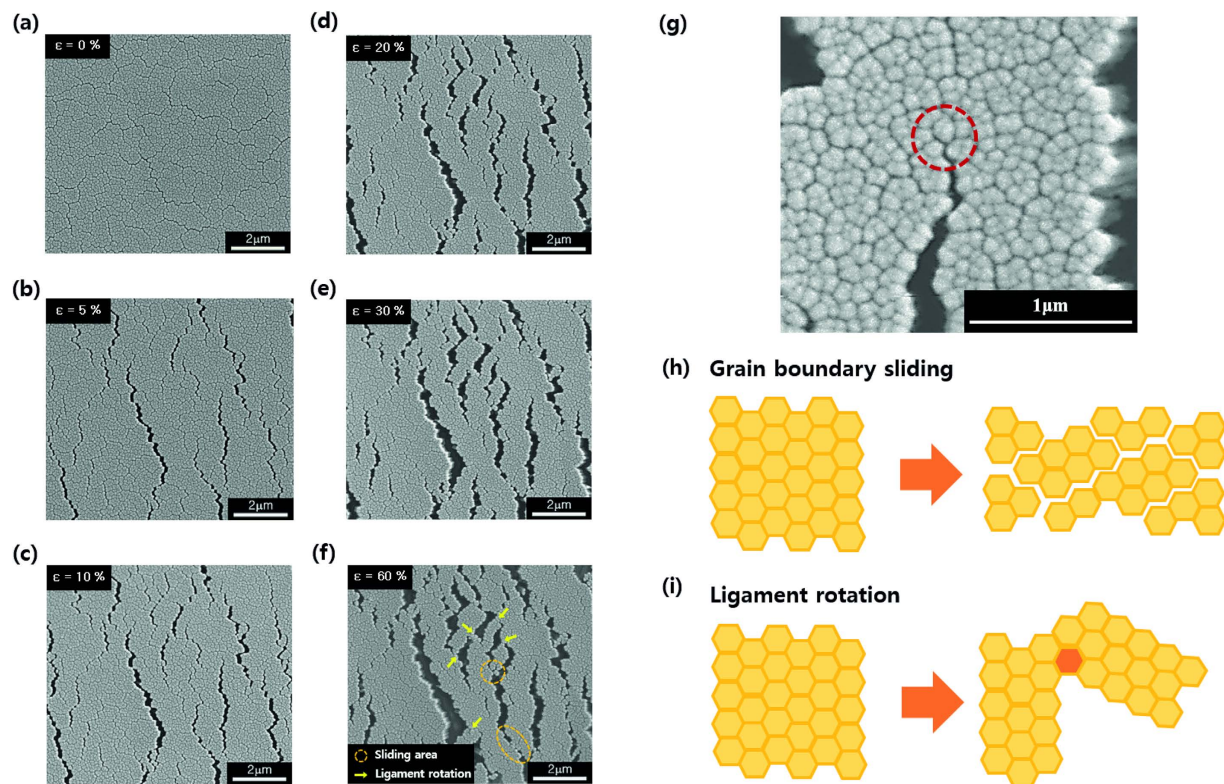 (a)
ε = 0 %
2μm
(b)
ε = 5 %
2μm
(c)
ε = 10 %
2μm
(d)
ε = 20 %
2μm
(e)
ε = 30 %
2μm
(f)
ε = 60 %
Sliding area
Ligament rotation
2μm
(g)
1μm
(h) Grain boundary sliding
(i) Ligament rotation